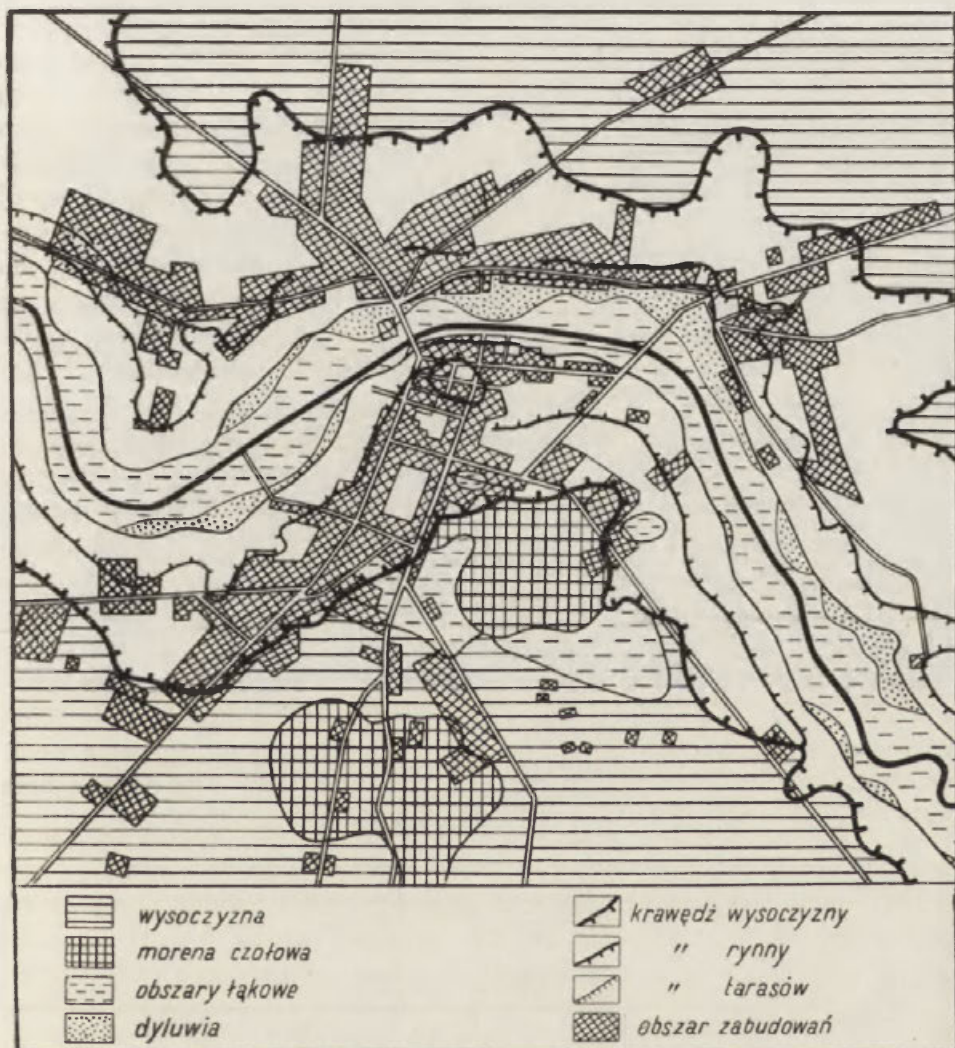 wysoczyzna
morena czołowa
obszary łąkowe
dyluwia
krawędź wysoczyzny
" rynny
" tarasów
obszar zabudowań